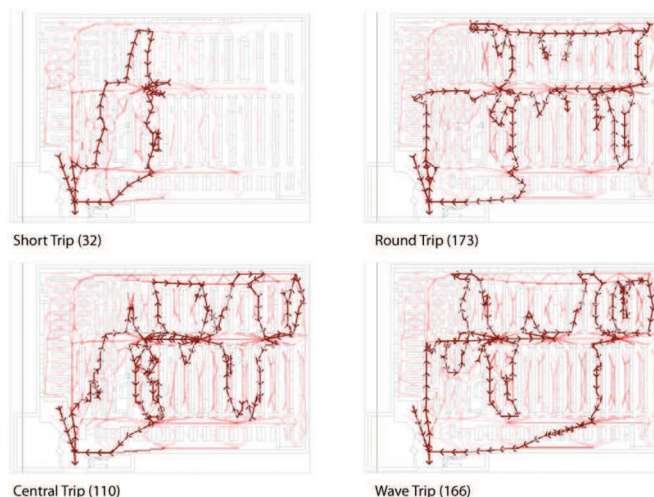 Short Trip (32)
Round Trip (173)
Central Trip (110)
Wave Trip (166)